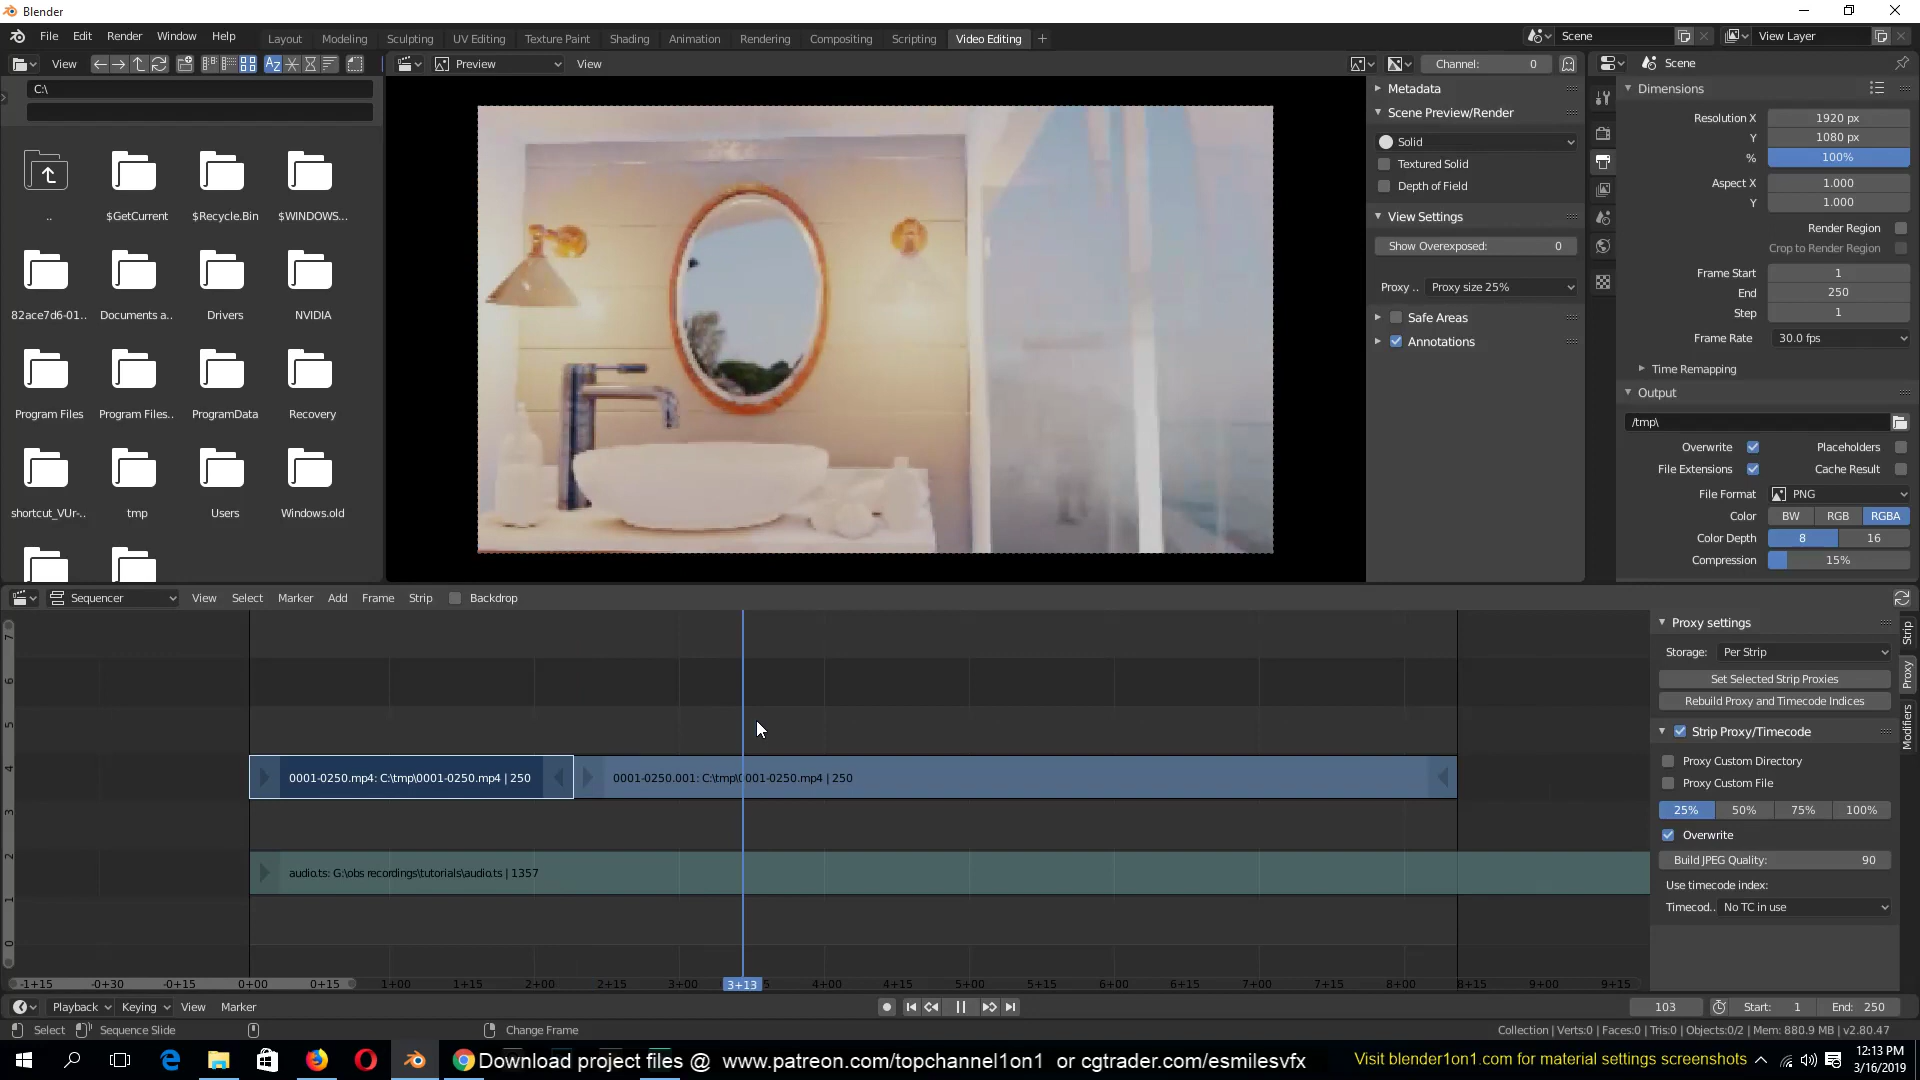 Blender
File Edit Render Window Help
Layout Modeling Sculpting UV Editing Texture Paint Shading Animation Rendering Compositing Scripting Video Editing
Scene
View Layer
View
Preview View
Channel: 0
Scene
C:\
..
$GetCurrent
$Recycle.Bin
$WINDOWS...
82ace7d6-01..
Documents a..
Drivers
NVIDIA
Program Files
Program Files..
ProgramData
Recovery
shortcut_VUr-..
tmp
Users
Windows.old
Metadata
Scene Preview/Render
Solid
Textured Solid
Depth of Field
View Settings
Show Overexposed: 0
Proxy .. Proxy size 25%
Safe Areas
Annotations
Dimensions
Resolution X 1920 px
Y 1080 px
% 100%
Aspect X 1.000
Y 1.000
Render Region
Crop to Render Region
Frame Start 1
End 250
Step 1
Frame Rate 30.0 fps
Time Remapping
Output
/tmp\
Overwrite Placeholders
File Extensions Cache Result
File Format PNG
Color BW RGB RGBA
Color Depth 8 16
Compression 15%
Sequencer View Select Marker Add Frame Strip Backdrop
7
6
5
4
3
2
1
0
0001-0250.mp4: C:\tmp\0001-0250.mp4 | 250
0001-0250.001: C:\tmp\0001-0250.mp4 | 250
audio.ts: G:\obs recordings\tutorials\audio.ts | 1357
-1+15 -0+30 -0+15 0+00 0+15 1+00 1+15 2+00 2+15 3+00 3+13 5 4+00 4+15 5+00 5+15 6+00 6+15 7+00 7+15 8+00 8+15 9+00 9+15
Proxy settings
Storage: Per Strip
Set Selected Strip Proxies
Rebuild Proxy and Timecode Indices
Strip Proxy/Timecode
Proxy Custom Directory
Proxy Custom File
25% 50% 75% 100%
Overwrite
Build JPEG Quality: 90
Use timecode index:
Timecod.. No TC in use
Strip
Proxy
Modifiers
Playback Keying View Marker
103 Start: 1 End: 250
Select Sequence Slide Change Frame
Collection | Verts:0 | Faces:0 | Tris:0 | Objects:0/2 | Mem: 880.9 MB | v2.80.47
Download project files @ www.patreon.com/topchannel1on1 or cgtrader.com/esmilesvfx
Visit blender1on1.com for material settings screenshots
12:13 PM
3/16/2019